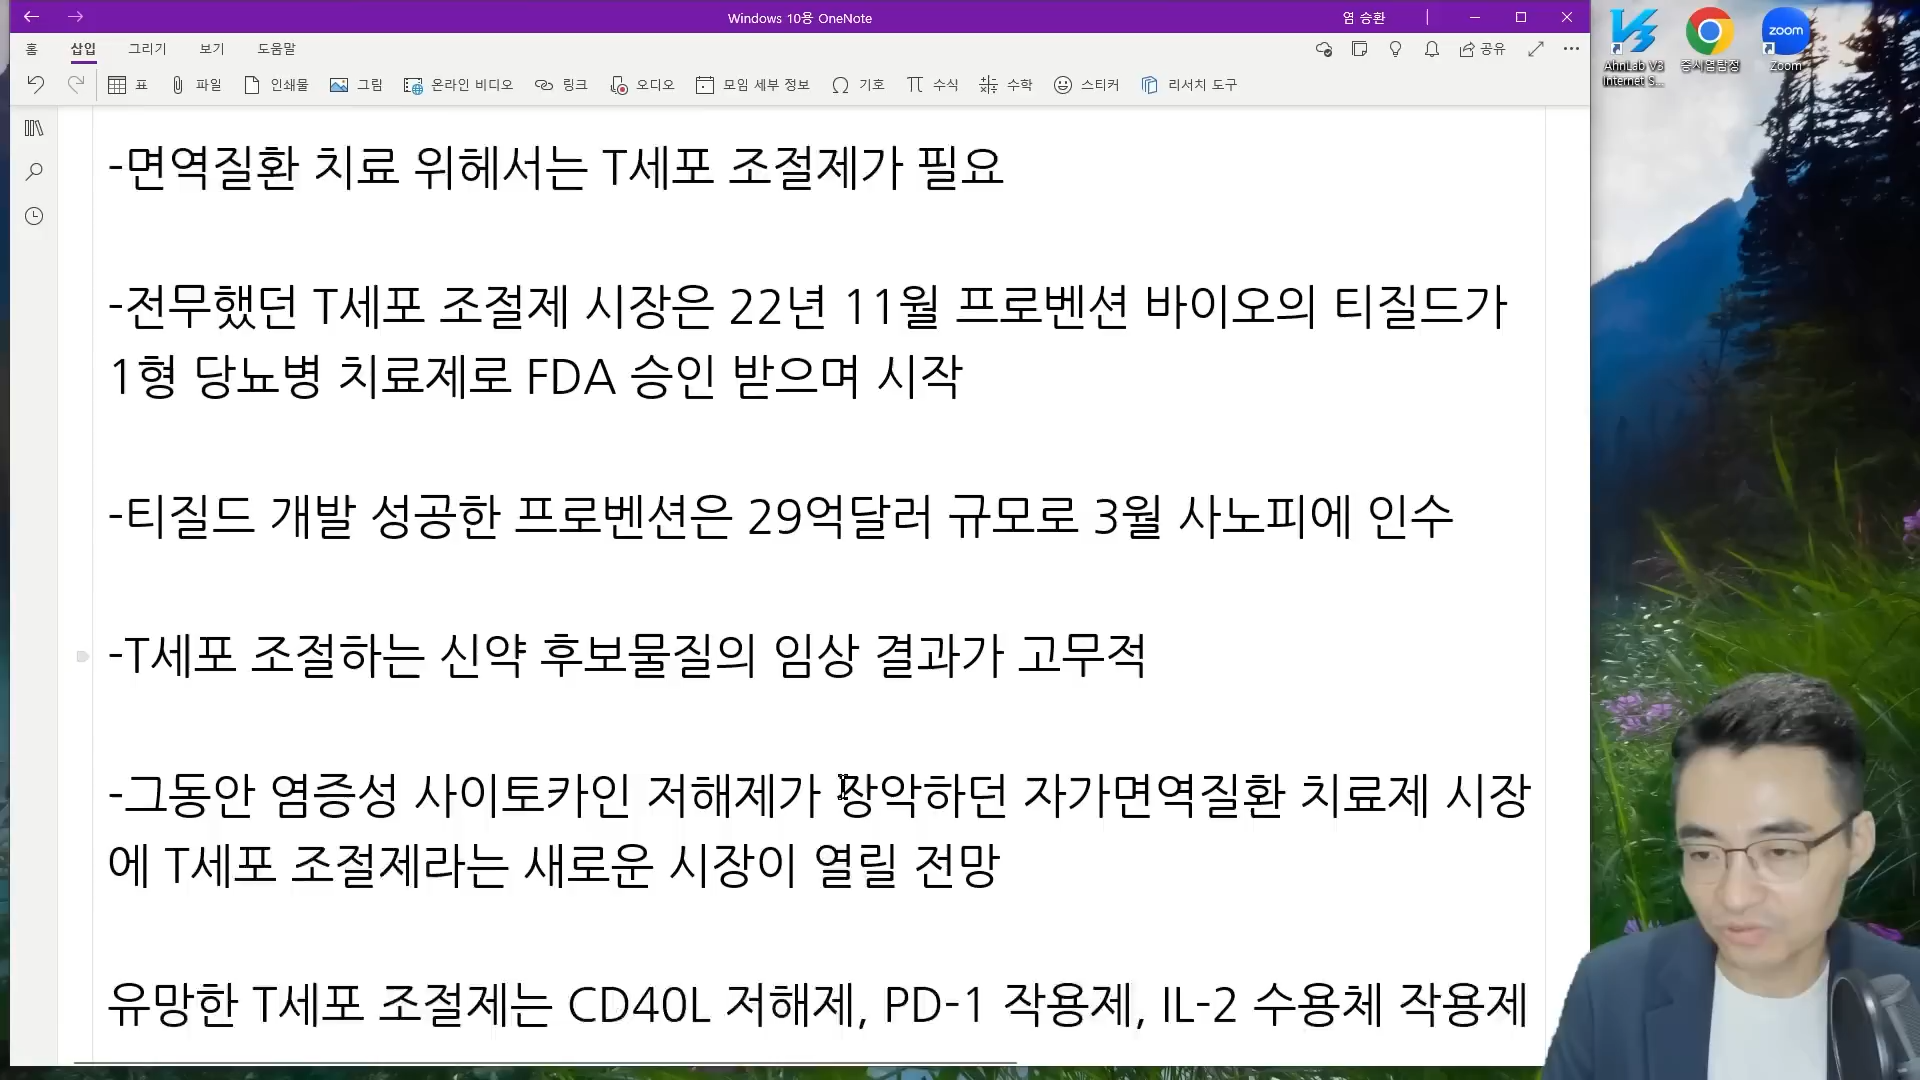 Windows 10용 OneNote
염 승환
홈 삽입 그리기 보기 도움말
공유
표 파일 인쇄물 그림 온라인 비디오 링크 오디오 모임 세부 정보 기호 수식 수학 스티커 리서치 도구
AhnLab V3
Internet S...
증시염탐정
zoom
Zoom
-면역질환 치료 위헤서는 T세포 조절제가 필요
-전무했던 T세포 조절제 시장은 22년 11월 프로벤션 바이오의 티질드가
1형 당뇨병 치료제로 FDA 승인 받으며 시작
-티질드 개발 성공한 프로벤션은 29억달러 규모로 3월 사노피에 인수
-T세포 조절하는 신약 후보물질의 임상 결과가 고무적
-그동안 염증성 사이토카인 저해제가 장악하던 자가면역질환 치료제 시장
에 T세포 조절제라는 새로운 시장이 열릴 전망
유망한 T세포 조절제는 CD40L 저해제, PD-1 작용제, IL-2 수용체 작용제